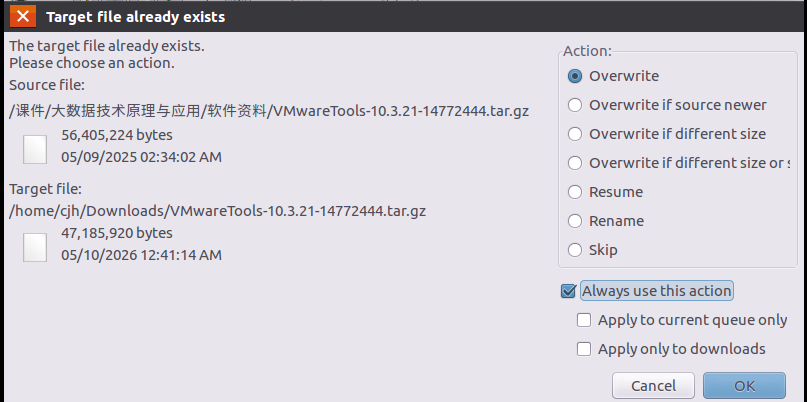 Target file already exists
The target file already exists.
Please choose an action.
Source file:
/课件/大数据技术原理与应用/软件资料/VMwareTools-10.3.21-14772444.tar.gz
56,405,224 bytes
05/09/2025 02:34:02 AM
Target file:
/home/cjh/Downloads/VMwareTools-10.3.21-14772444.tar.gz
47,185,920 bytes
05/10/2026 12:41:14 AM
Action:
Overwrite
Overwrite if source newer
Overwrite if different size
Overwrite if different size or s
Resume
Rename
Skip
Always use this action
Apply to current queue only
Apply only to downloads
Cancel
OK